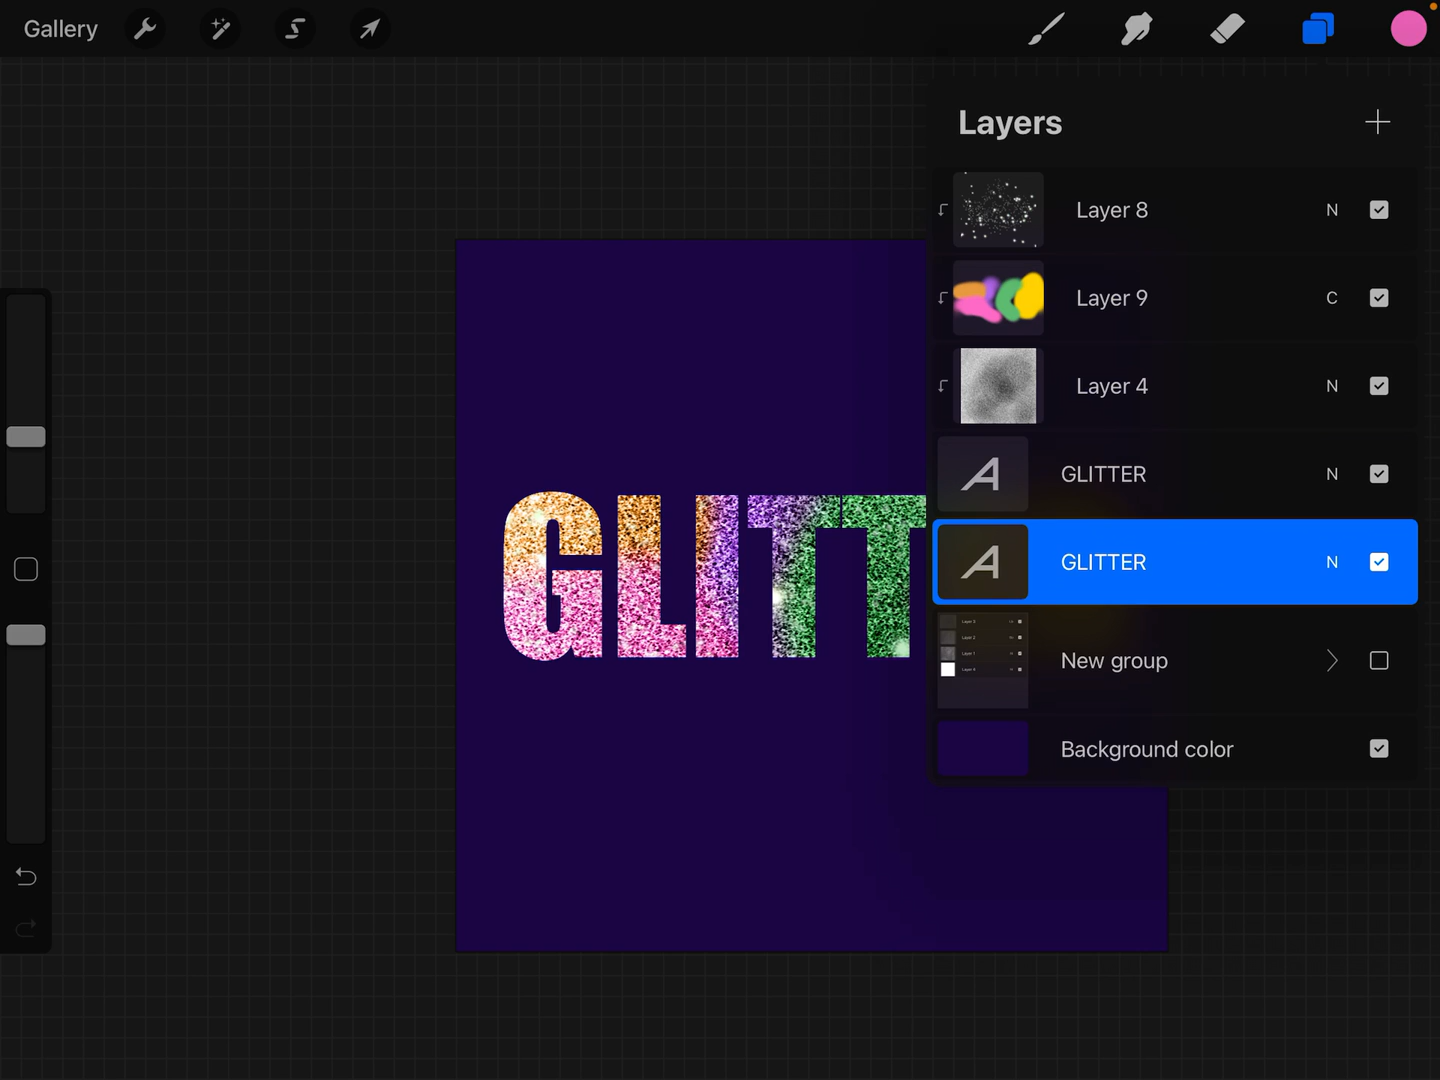 Gallery
Layers
Layer 8 N
Layer 9 C
Layer 4 N
A GLITTER N
A GLITTER N
New group
Background color
GLITT